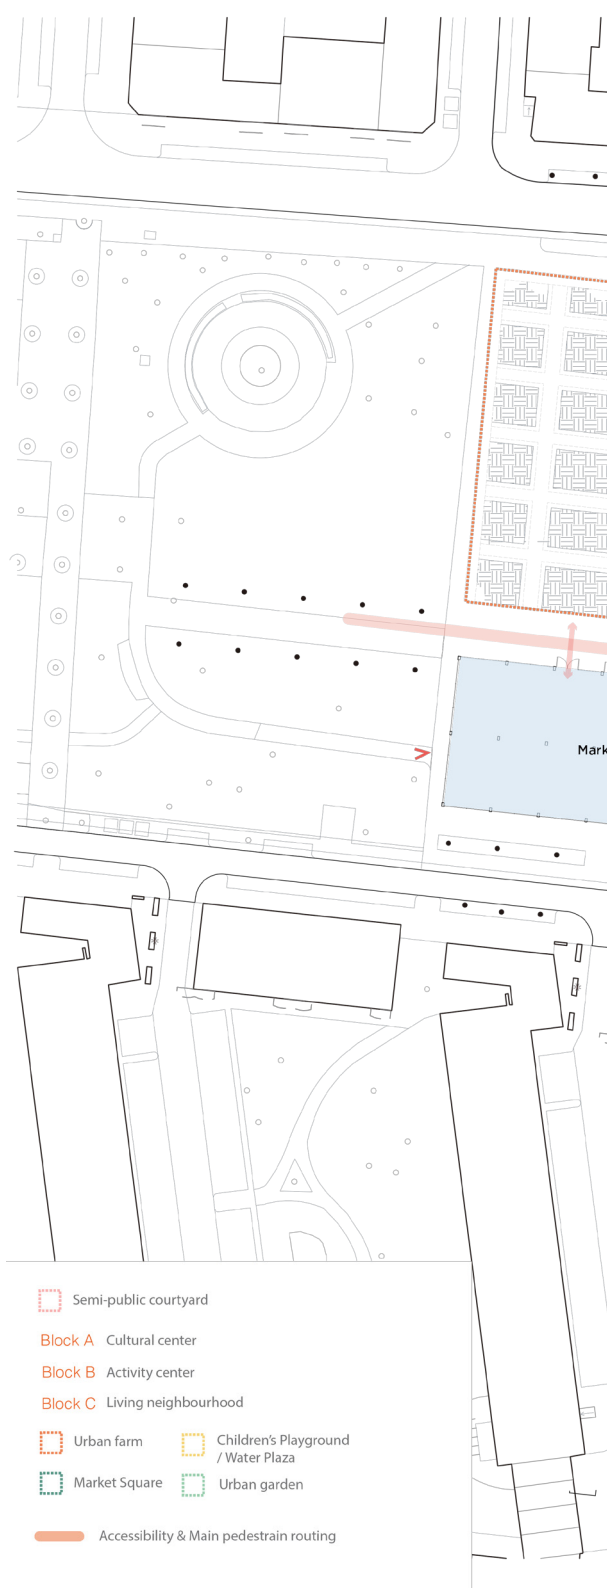 Mark
Semi-public courtyard
Block A Cultural center
Block B Activity center
Block C Living neighbourhood
Urban farm
Children's Playground
/ Water Plaza
Market Square
Urban garden
Accessibility & Main pedestrain routing